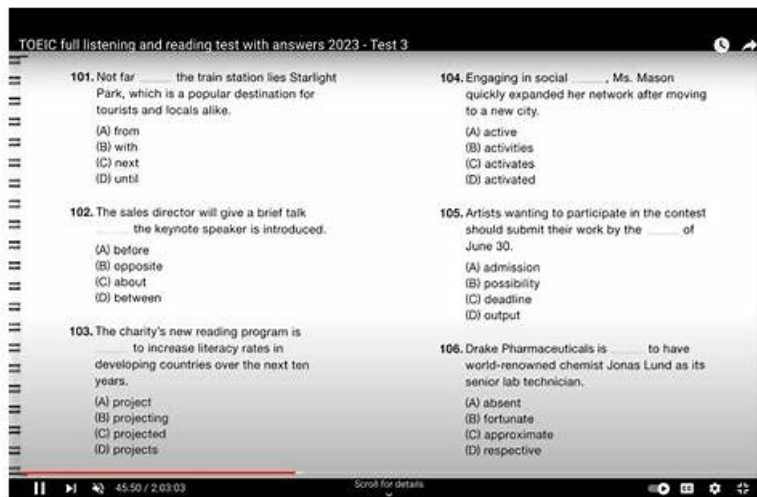 TOEIC full listening and reading test with answers 2023 - Test 3
101. Not far _____ the train station lies Starlight
Park, which is a popular destination for
tourists and locals alike.
(A) from
(B) with
(C) next
(D) until
102. The sales director will give a brief talk
_____ the keynote speaker is introduced.
(A) before
(B) opposite
(C) about
(D) between
103. The charity's new reading program is
_____ to increase literacy rates in
developing countries over the next ten
years.
(A) project
(B) projecting
(C) projected
(D) projects
104. Engaging in social _____, Ms. Mason
quickly expanded her network after moving
to a new city.
(A) active
(B) activities
(C) activates
(D) activated
105. Artists wanting to participate in the contest
should submit their work by the _____ of
June 30.
(A) admission
(B) possibility
(C) deadline
(D) output
106. Drake Pharmaceuticals is _____ to have
world-renowned chemist Jonas Lund as its
senior lab technician.
(A) absent
(B) fortunate
(C) approximate
(D) respective
45:50 / 2:03:03
Scroll for details
CC